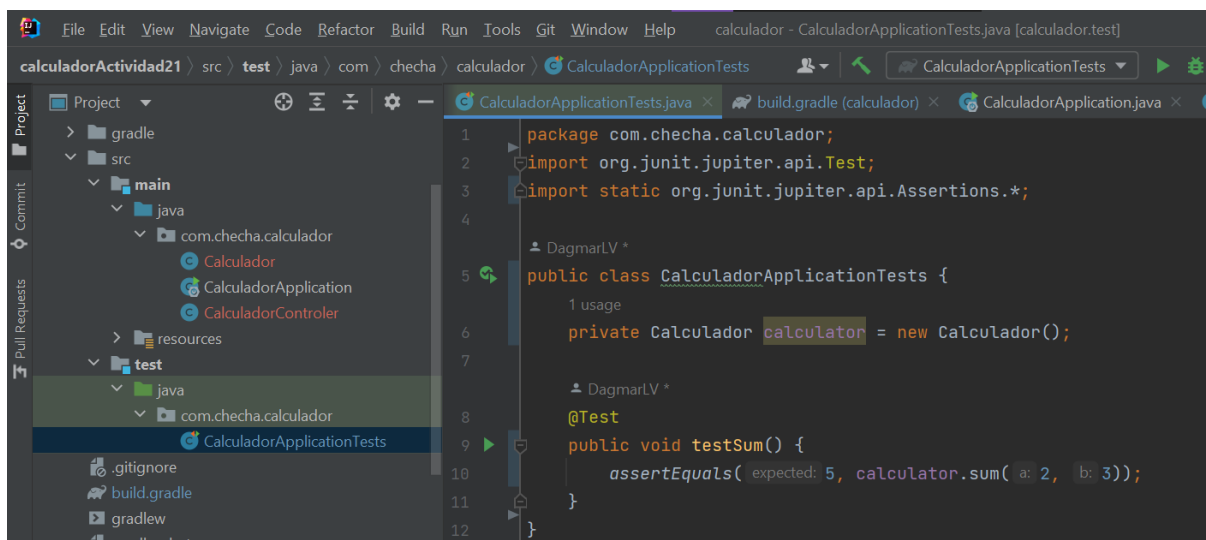 File Edit View Navigate Code Refactor Build Run Tools Git Window Help calculador - CalculadorApplicationTests.java [calculador.test]
calculadorActividad21 〉 src 〉 test 〉 java 〉 com 〉 checha 〉 calculador 〉 CalculadorApplicationTests CalculadorApplicationTests
Project
CalculadorApplicationTests.java × build.gradle (calculador) × CalculadorApplication.java ×
Project
Commit
Pull Requests
gradle
src
main
java
com.checha.calculador
Calculador
CalculadorApplication
CalculadorControler
resources
test
java
com.checha.calculador
CalculadorApplicationTests
.gitignore
build.gradle
gradlew
1 package com.checha.calculador;
2 import org.junit.jupiter.api.Test;
3 import static org.junit.jupiter.api.Assertions.*;
4
DagmarLV *
5 public class CalculadorApplicationTests {
1 usage
6 private Calculador calculator = new Calculador();
7
DagmarLV *
8 @Test
9 public void testSum() {
10 assertEquals( expected: 5, calculator.sum( a: 2, b: 3));
11 }
12 }